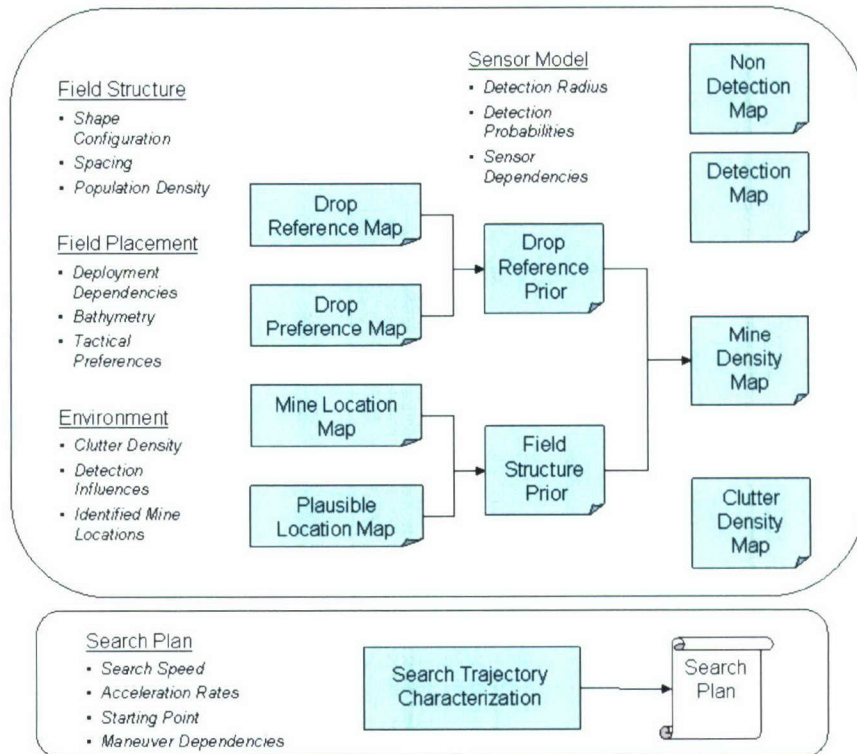 Field Structure
• Shape
Configuration
• Spacing
• Population Density
Field Placement
• Deployment
Dependencies
• Bathymetry
• Tactical
Preferences
Environment
• Clutter Density
• Detection
Influences
• Identified Mine
Locations
Sensor Model
• Detection Radius
• Detection
Probabilities
• Sensor
Dependencies
Drop
Reference Map
Drop
Preference Map
Mine Location
Map
Plausible
Location Map
Drop
Reference
Prior
Field
Structure
Prior
Non
Detection
Map
Detection
Map
Mine
Density
Map
Clutter
Density
Map
Search Plan
• Search Speed
• Acceleration Rates
• Starting Point
• Maneuver Dependencies
Search Trajectory
Characterization
Search
Plan